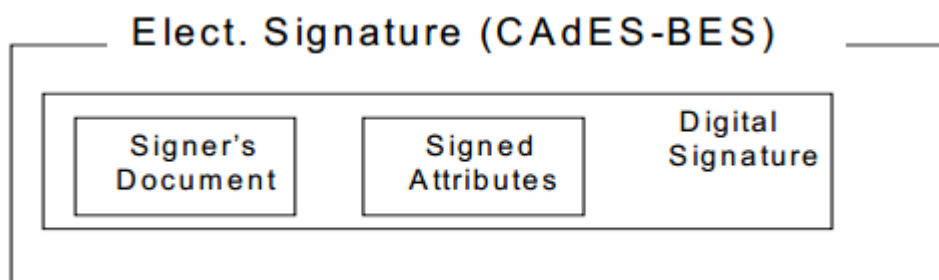 Elect. Signature (CAdES-BES)
Signer's
Document
Signed
Attributes
Digital
Signature